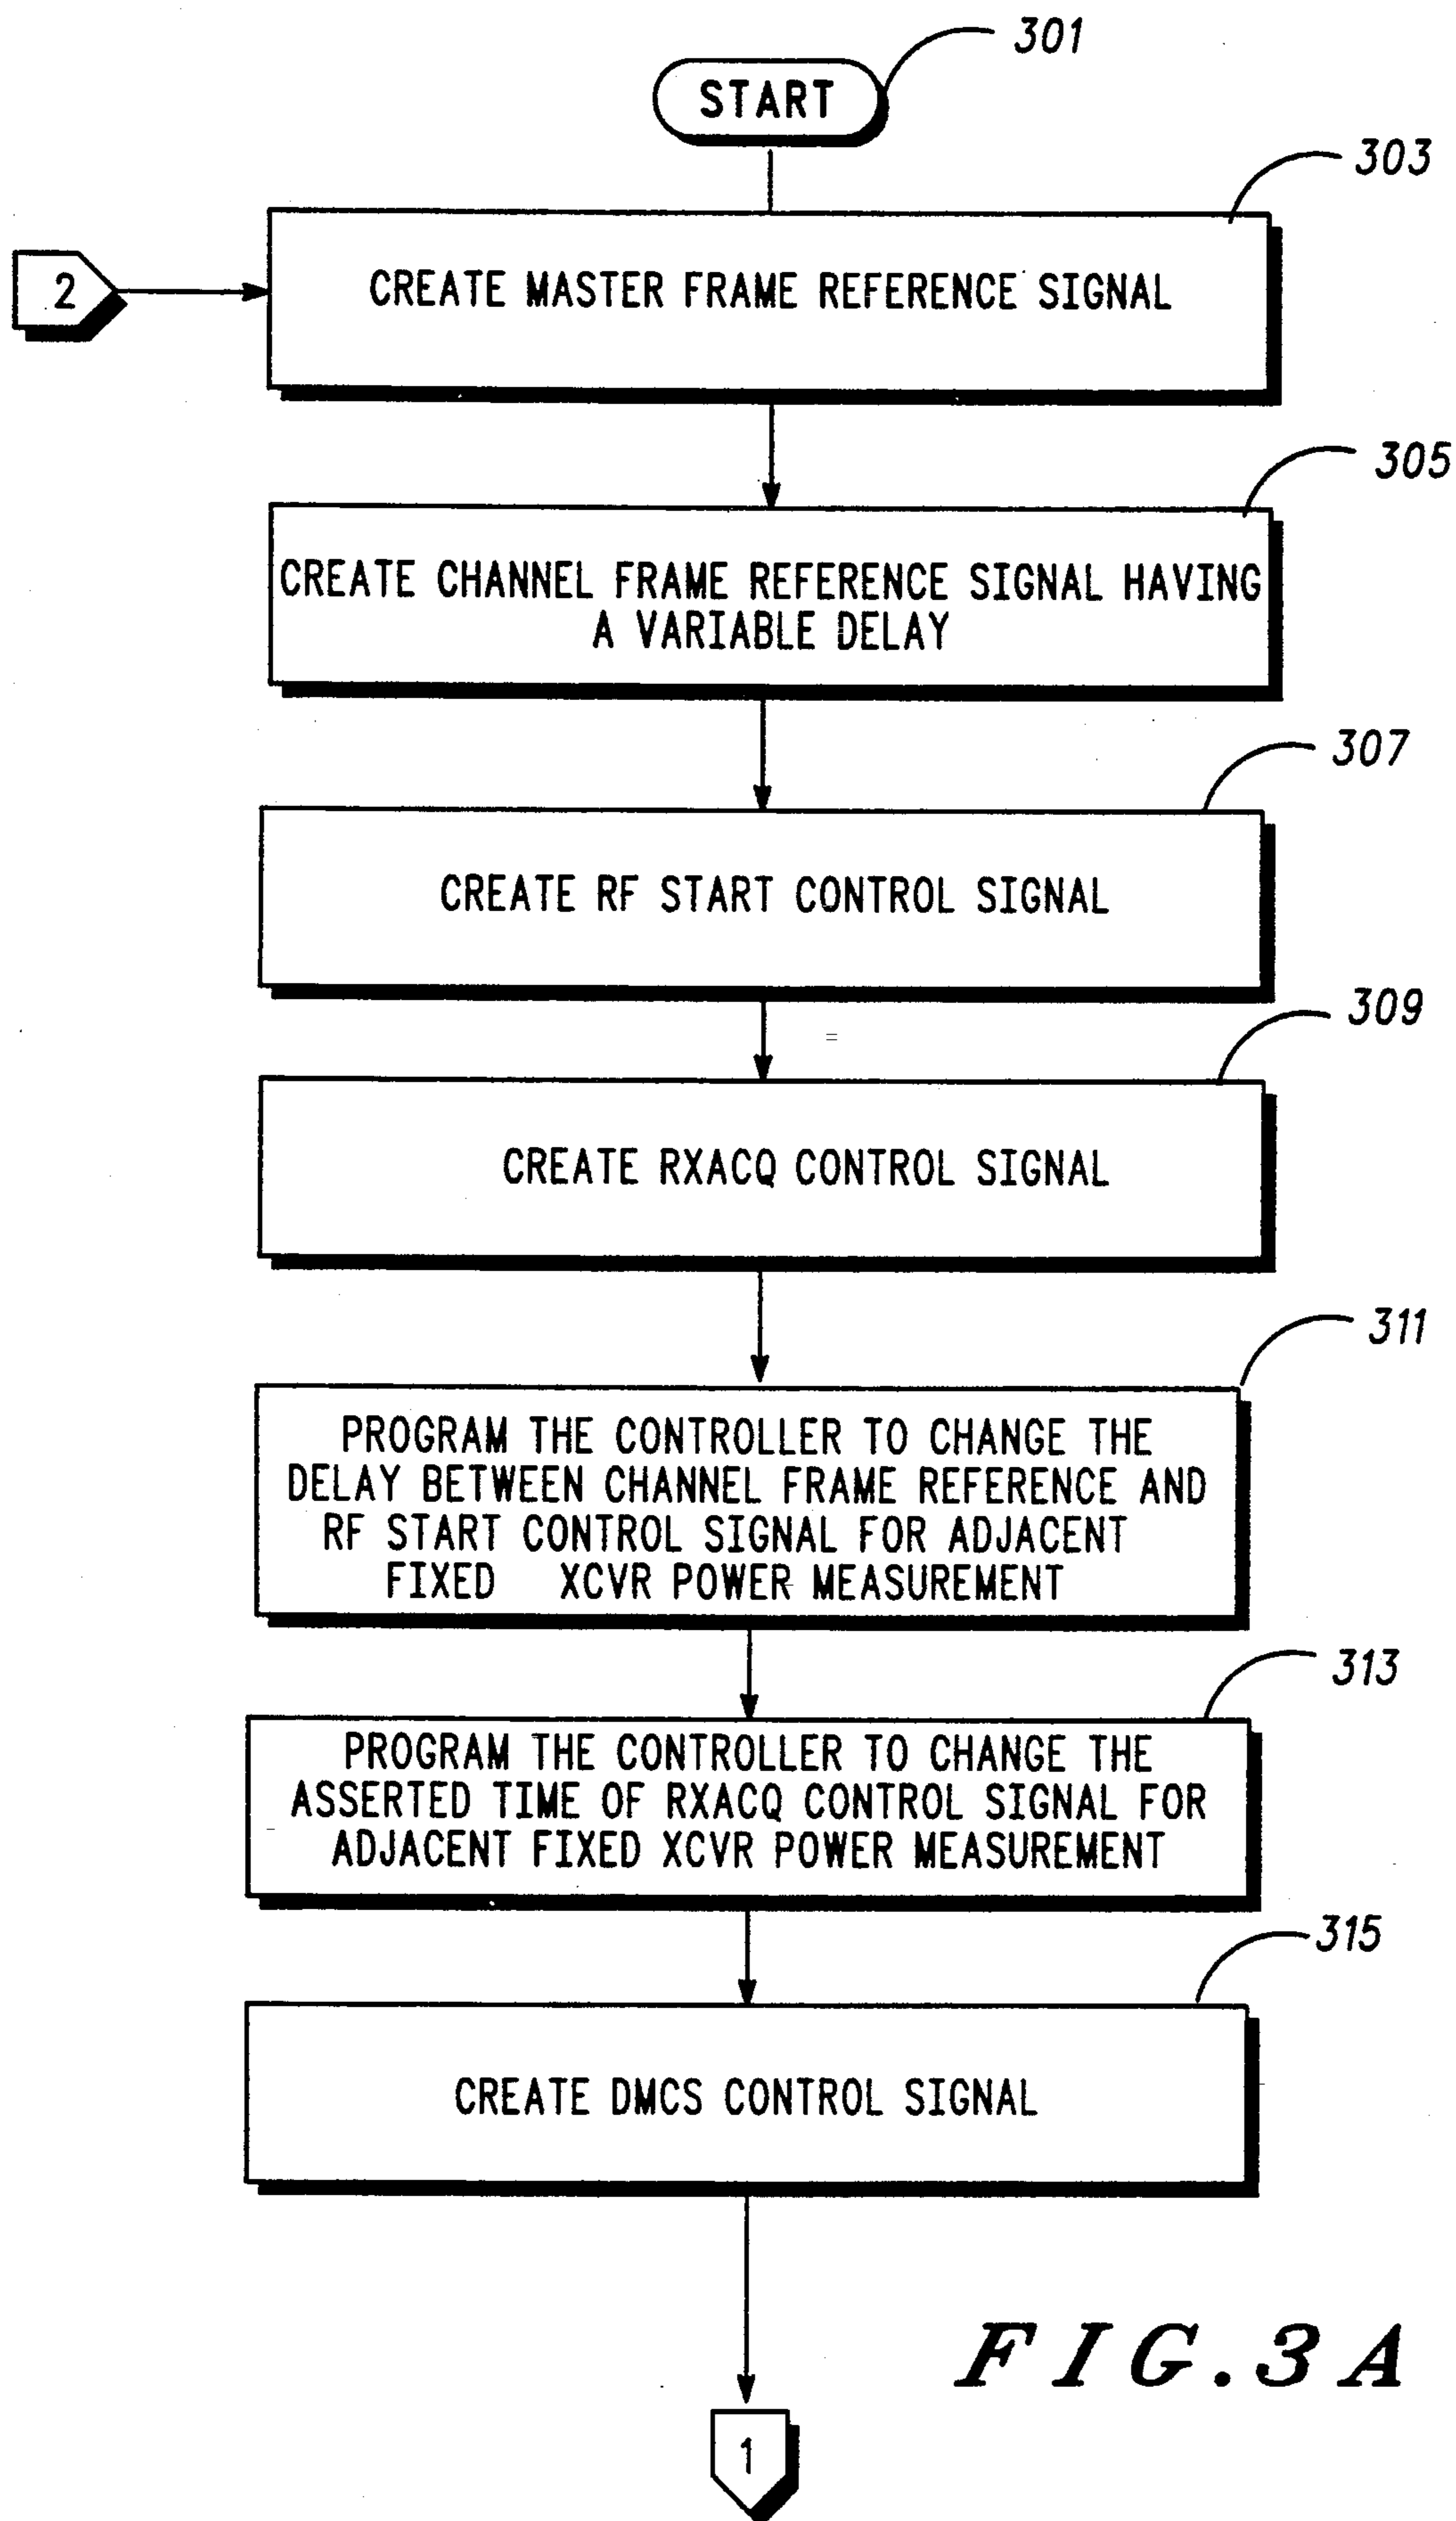 301
START
303
2
CREATE MASTER FRAME REFERENCE SIGNAL
305
CREATE CHANNEL FRAME REFERENCE SIGNAL HAVING
A VARIABLE DELAY
307
CREATE RF START CONTROL SIGNAL
309
CREATE RXACQ CONTROL SIGNAL
311
PROGRAM THE CONTROLLER TO CHANGE THE
DELAY BETWEEN CHANNEL FRAME REFERENCE AND
RF START CONTROL SIGNAL FOR ADJACENT
FIXED XCVR POWER MEASUREMENT
313
PROGRAM THE CONTROLLER TO CHANGE THE
ASSERTED TIME OF RXACQ CONTROL SIGNAL FOR
ADJACENT FIXED XCVR POWER MEASUREMENT
315
CREATE DMCS CONTROL SIGNAL
FIG.3A
1